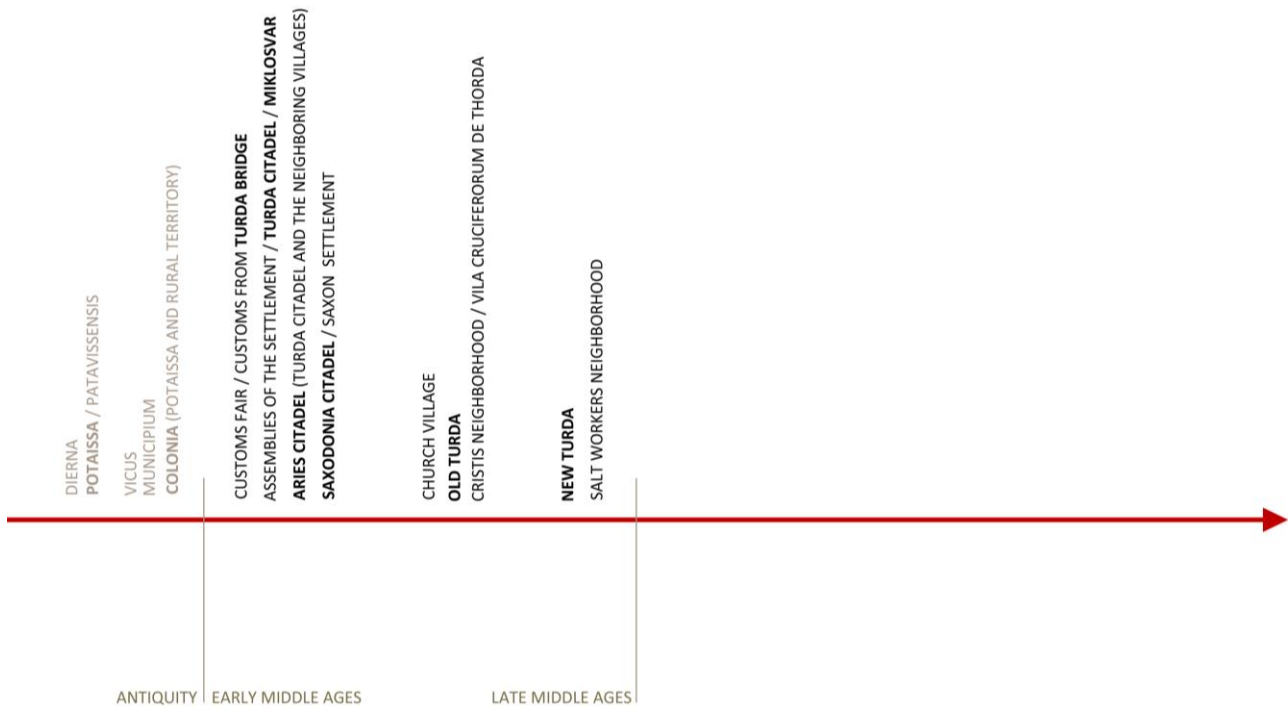 DIERNA
POTAISSA / PATAVISSENSIS
VICUS
MUNICIPIUM
COLONIA (POTAISSA AND RURAL TERRITORY)
CUSTOMS FAIR / CUSTOMS FROM TURDA BRIDGE
ASSEMBLIES OF THE SETTLEMENT / TURDA CITADEL / MIKLOSVAR
ARIES CITADEL (TURDA CITADEL AND THE NEIGHBORING VILLAGES)
SAXODONIA CITADEL / SAXON SETTLEMENT
CHURCH VILLAGE
OLD TURDA
CRISTIS NEIGHBORHOOD / VILA CRUCIFERORUM DE THORDA
NEW TURDA
SALT WORKERS NEIGHBORHOOD
ANTIQUITY
EARLY MIDDLE AGES
LATE MIDDLE AGES